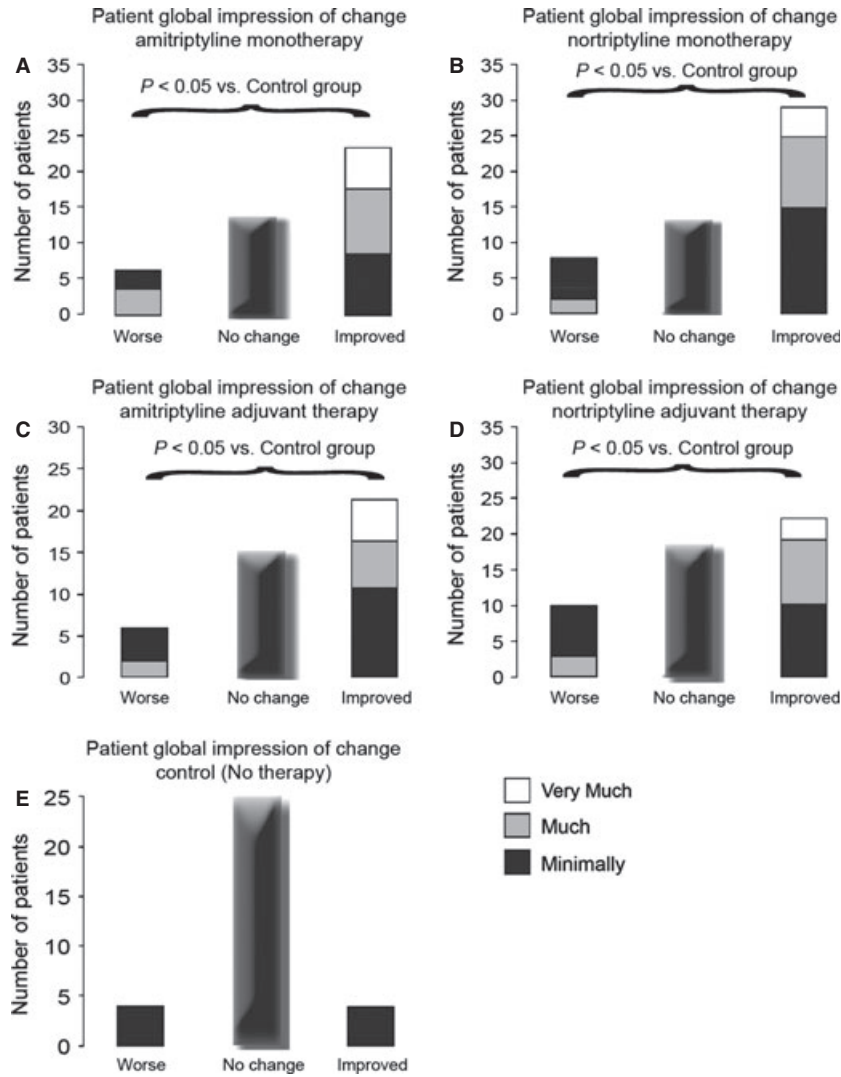 Patient global impression of change
amitriptyline monotherapy
A
P < 0.05 vs. Control group
Number of patients
35
30
25
20
15
10
5
0
Worse
No change
Improved
Patient global impression of change
nortriptyline monotherapy
B
P < 0.05 vs. Control group
Number of patients
35
30
25
20
15
10
5
0
Worse
No change
Improved
Patient global impression of change
amitriptyline adjuvant therapy
C
P < 0.05 vs. Control group
Number of patients
30
25
20
15
10
5
0
Worse
No change
Improved
Patient global impression of change
nortriptyline adjuvant therapy
D
P < 0.05 vs. Control group
Number of patients
35
30
25
20
15
10
5
0
Worse
No change
Improved
Patient global impression of change
control (No therapy)
E
Number of patients
25
20
15
10
5
0
Worse
No change
Improved
Very Much
Much
Minimally